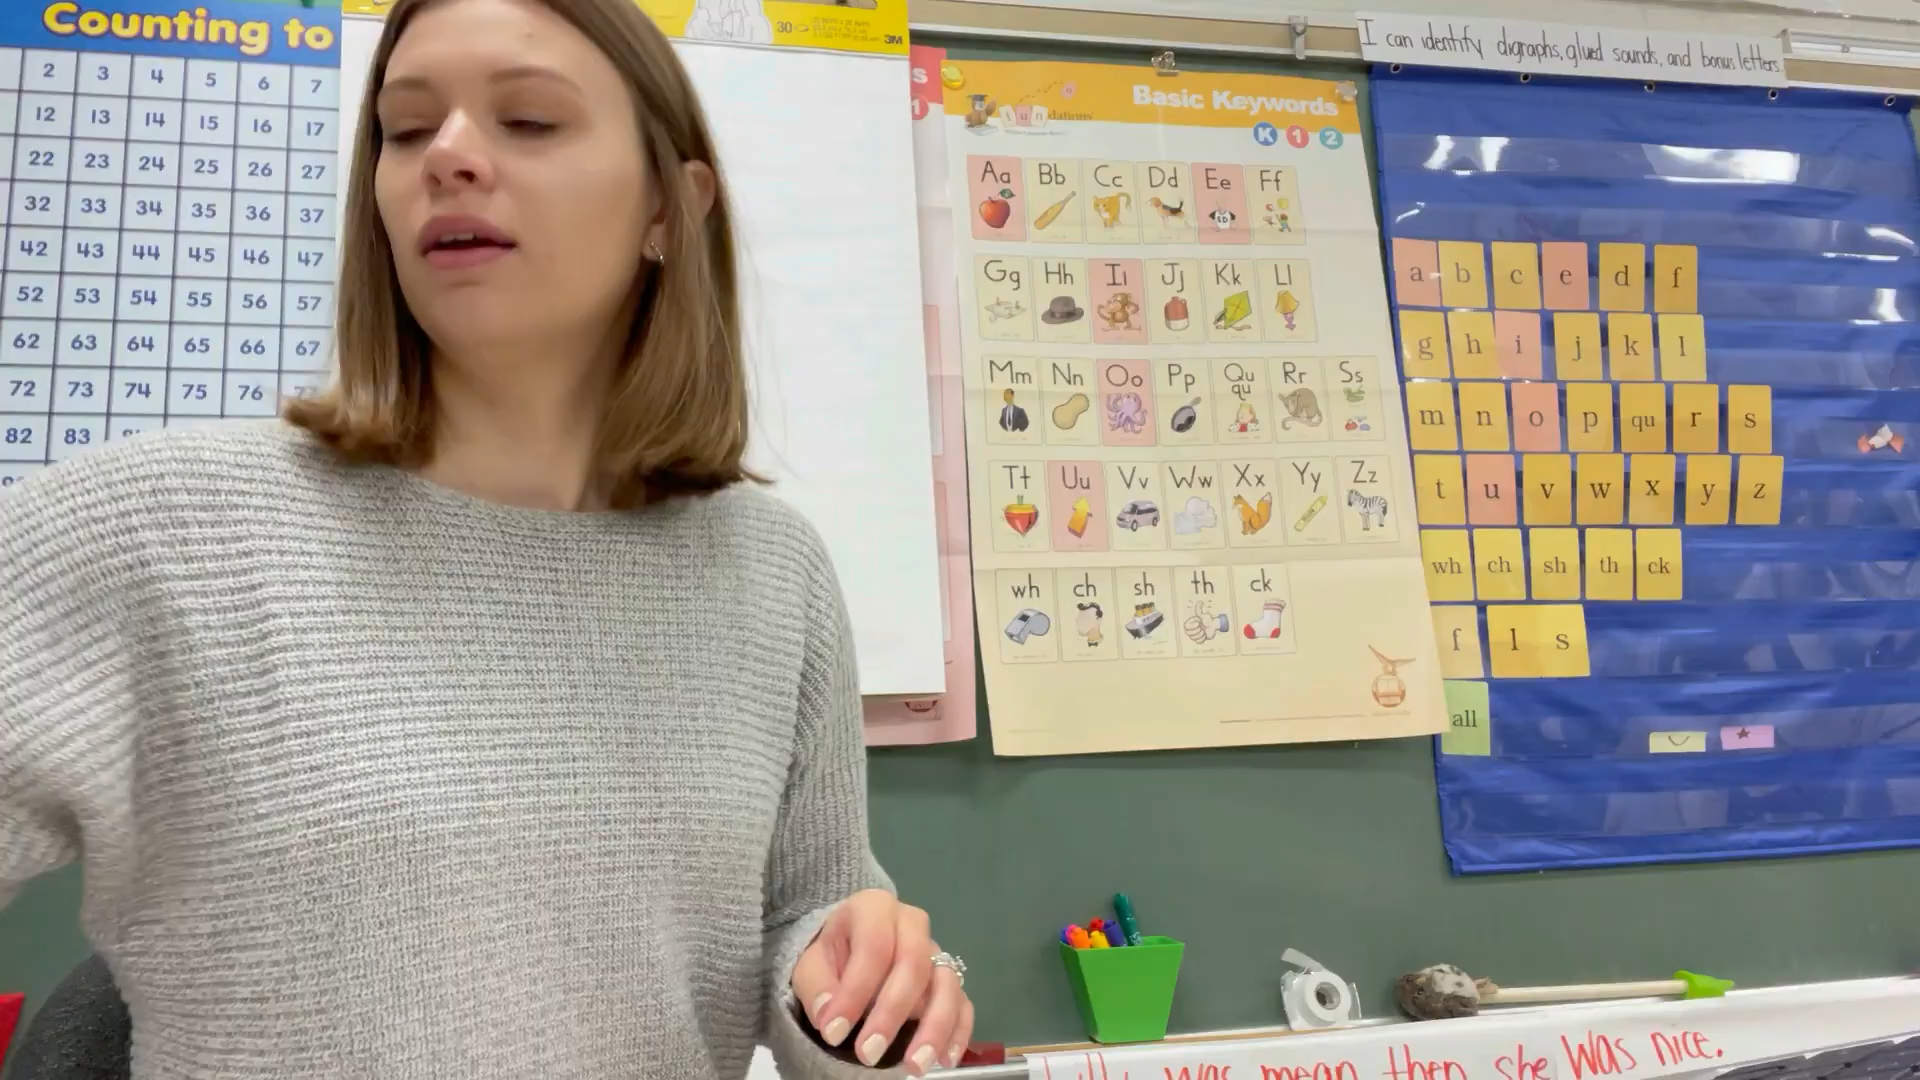 Counting to
2 3 4 5 6 7
12 13 14 15 16 17
22 23 24 25 26 27
32 33 34 35 36 37
42 43 44 45 46 47
52 53 54 55 56 57
62 63 64 65 66 67
72 73 74 75 76
82 83
30
3M
s
1
fundations
Basic Keywords
K 1 2
Aa Bb Cc Dd Ee Ff
ED
Gg Hh Ii Jj Kk Ll
Mm Nn Oo Pp Qu qu Rr Ss
Tt Uu Vv Ww Xx Yy Zz
wh ch sh th ck
I can identify digraphs, glued sounds, and bonus letters.
a b c e d f
g h i j k l
m n o p qu r s
t u v w x y z
wh ch sh th ck
f l s
all
was mean then she was nice.